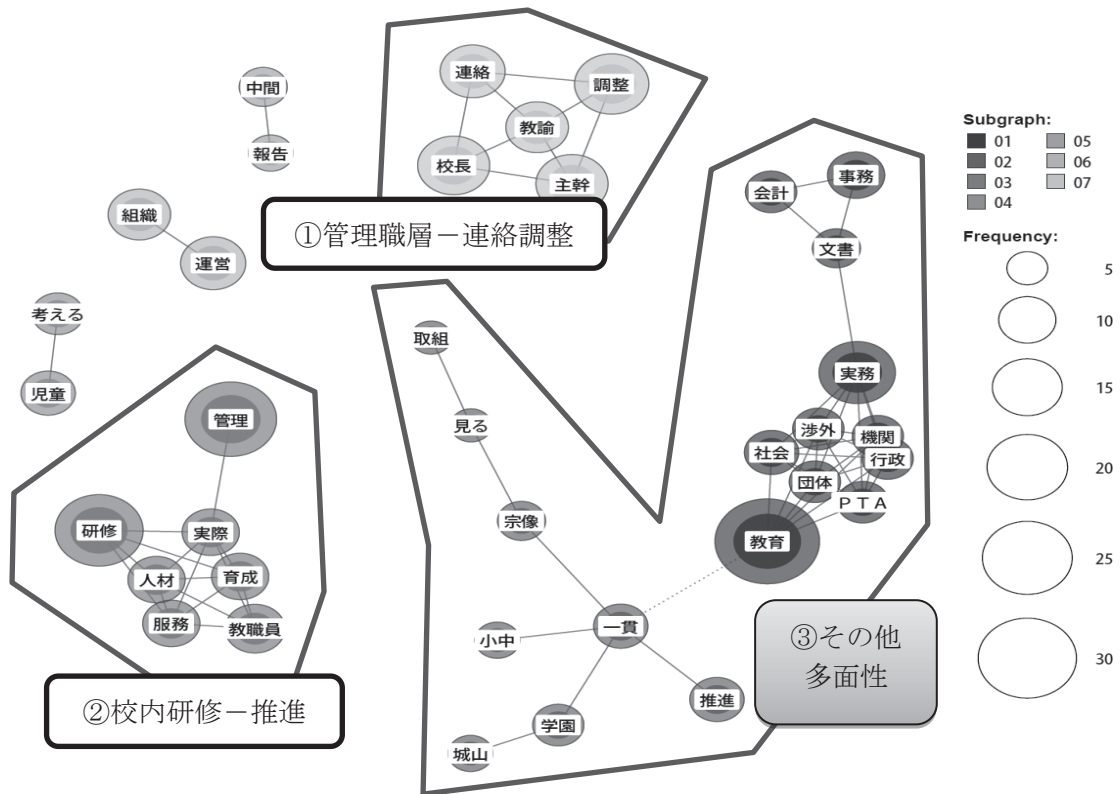 中間
報告
組織
運営
考える
児童
連絡
調整
教諭
校長
主幹
①管理職層－連絡調整
管理
研修
実際
人材
育成
服務
教職員
②校内研修－推進
取組
見る
宗像
一貫
小中
推進
学園
城山
会計
事務
文書
実務
渉外
機関
社会
行政
団体
ＰＴＡ
教育
③その他
多面性
Subgraph:
01 05
02 06
03 07
04
Frequency:
5
10
15
20
25
30